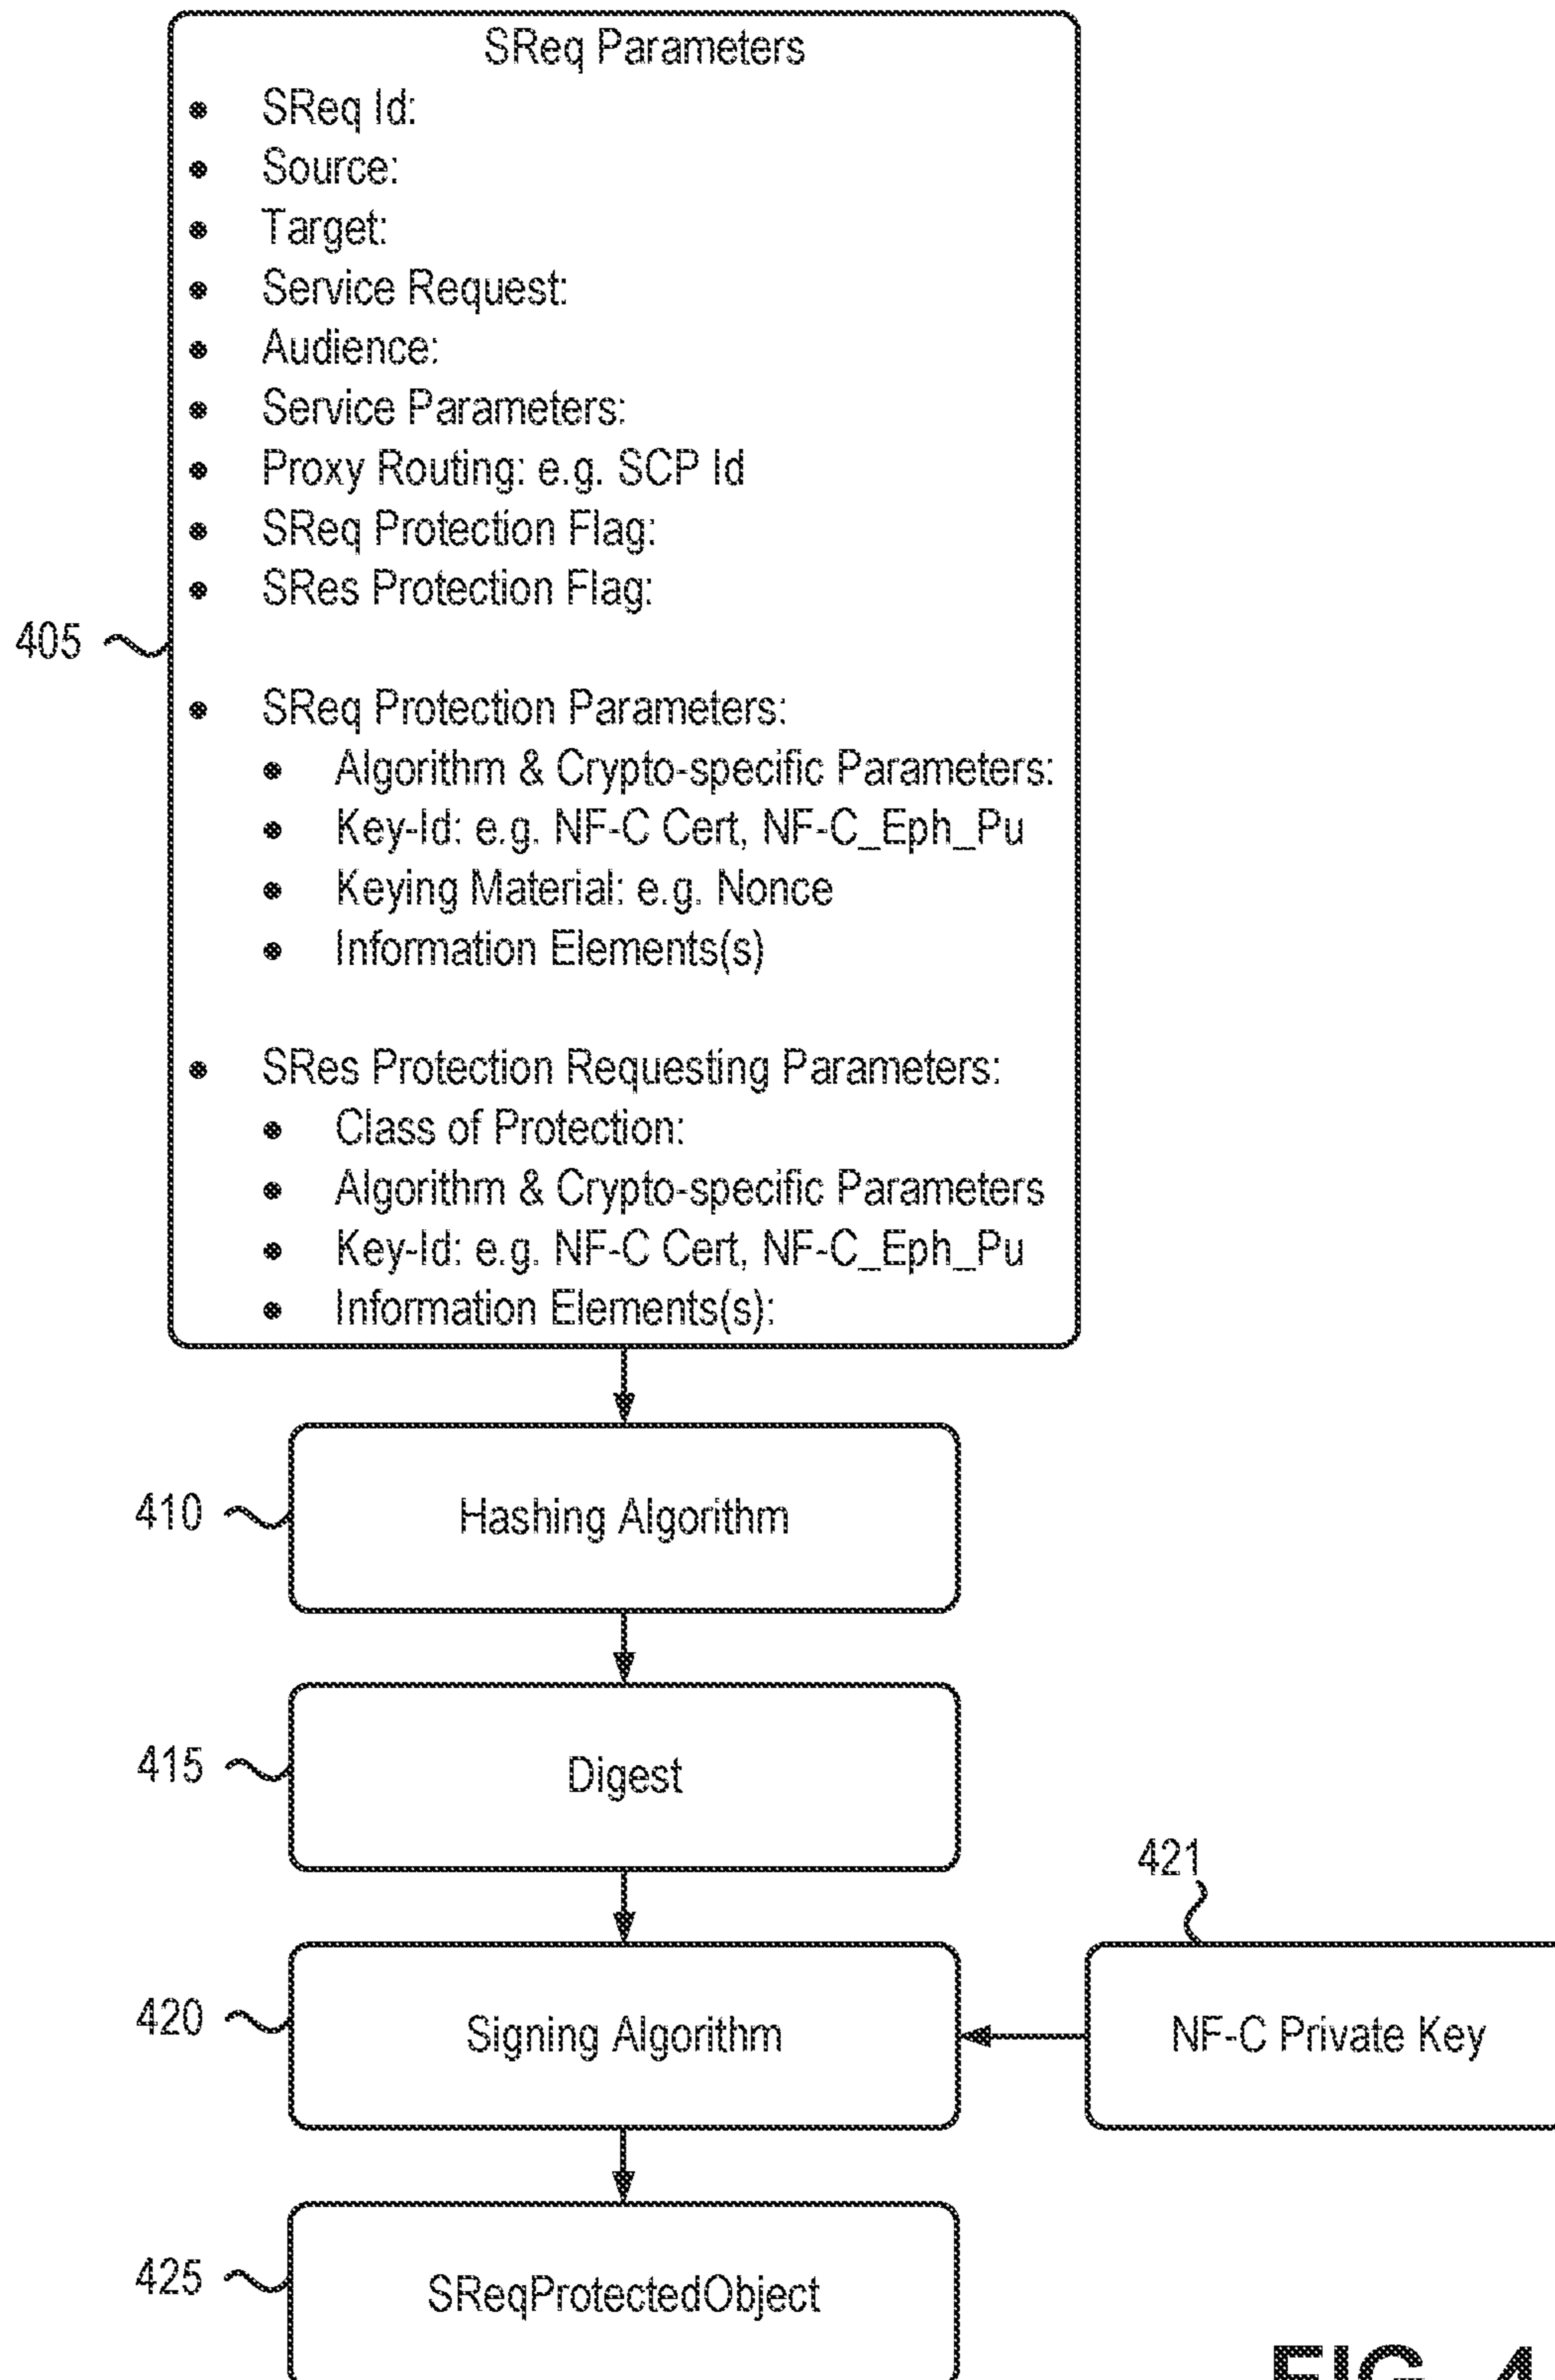 SReq Parameters
• SReq Id:
• Source:
• Target:
• Service Request:
• Audience:
• Service Parameters:
• Proxy Routing: e.g. SCP Id
• SReq Protection Flag:
• SRes Protection Flag:
405
• SReq Protection Parameters:
• Algorithm & Crypto-specific Parameters:
• Key-Id: e.g. NF-C Cert, NF-C_Eph_Pu
• Keying Material: e.g. Nonce
• Information Elements(s)
• SRes Protection Requesting Parameters:
• Class of Protection:
• Algorithm & Crypto-specific Parameters
• Key-Id: e.g. NF-C Cert, NF-C_Eph_Pu
• Information Elements(s):
410
Hashing Algorithm
415
Digest
421
420
Signing Algorithm
NF-C Private Key
425
SReqProtectedObject
FIG. 4